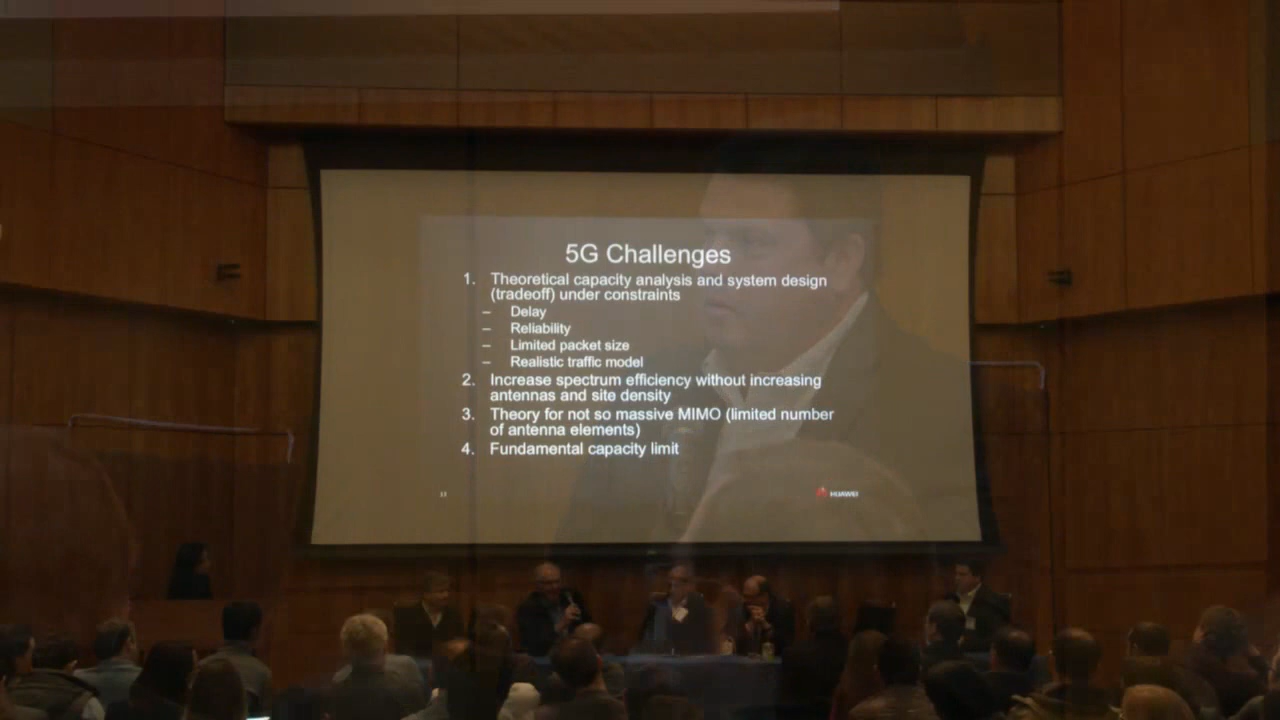 5G Challenges
1. Theoretical capacity analysis and system design
(tradeoff) under constraints
– Delay
– Reliability
– Limited packet size
– Realistic traffic model
2. Increase spectrum efficiency without increasing
antennas and site density
3. Theory for not so massive MIMO (limited number
of antenna elements)
4. Fundamental capacity limit
HUAWEI